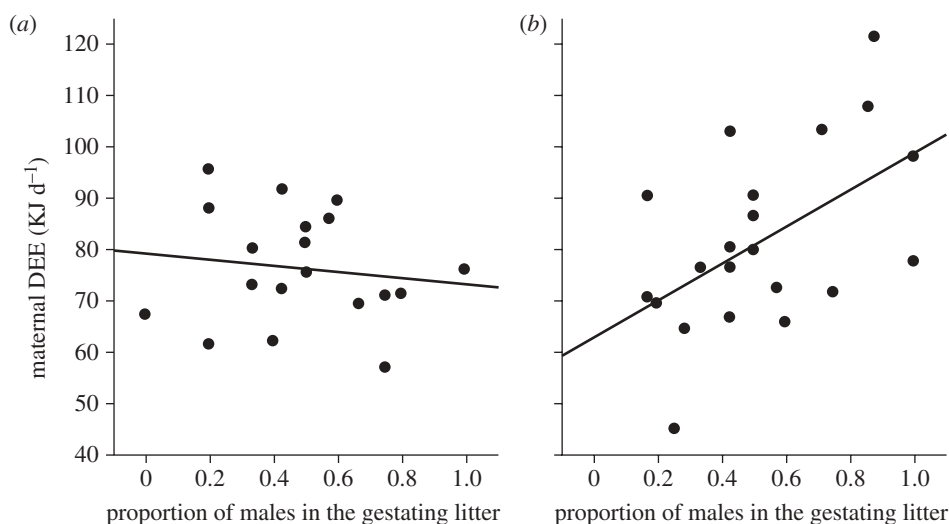 (a)
(b)
maternal DEE (KJ d⁻¹)
120
110
100
90
80
70
60
50
40
0 0.2 0.4 0.6 0.8 1.0
0 0.2 0.4 0.6 0.8 1.0
proportion of males in the gestating litter
proportion of males in the gestating litter